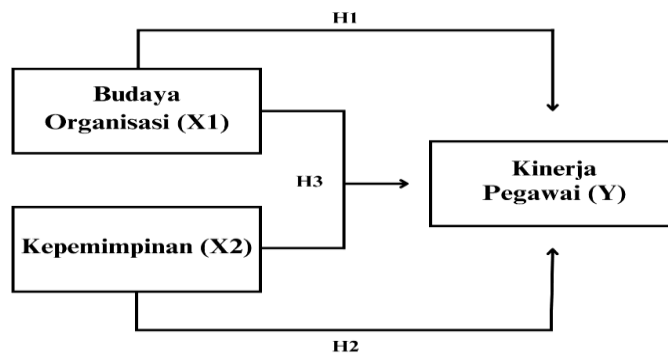 H1
Budaya
Organisasi (X1)
H3
Kinerja
Pegawai (Y)
Kepemimpinan (X2)
H2